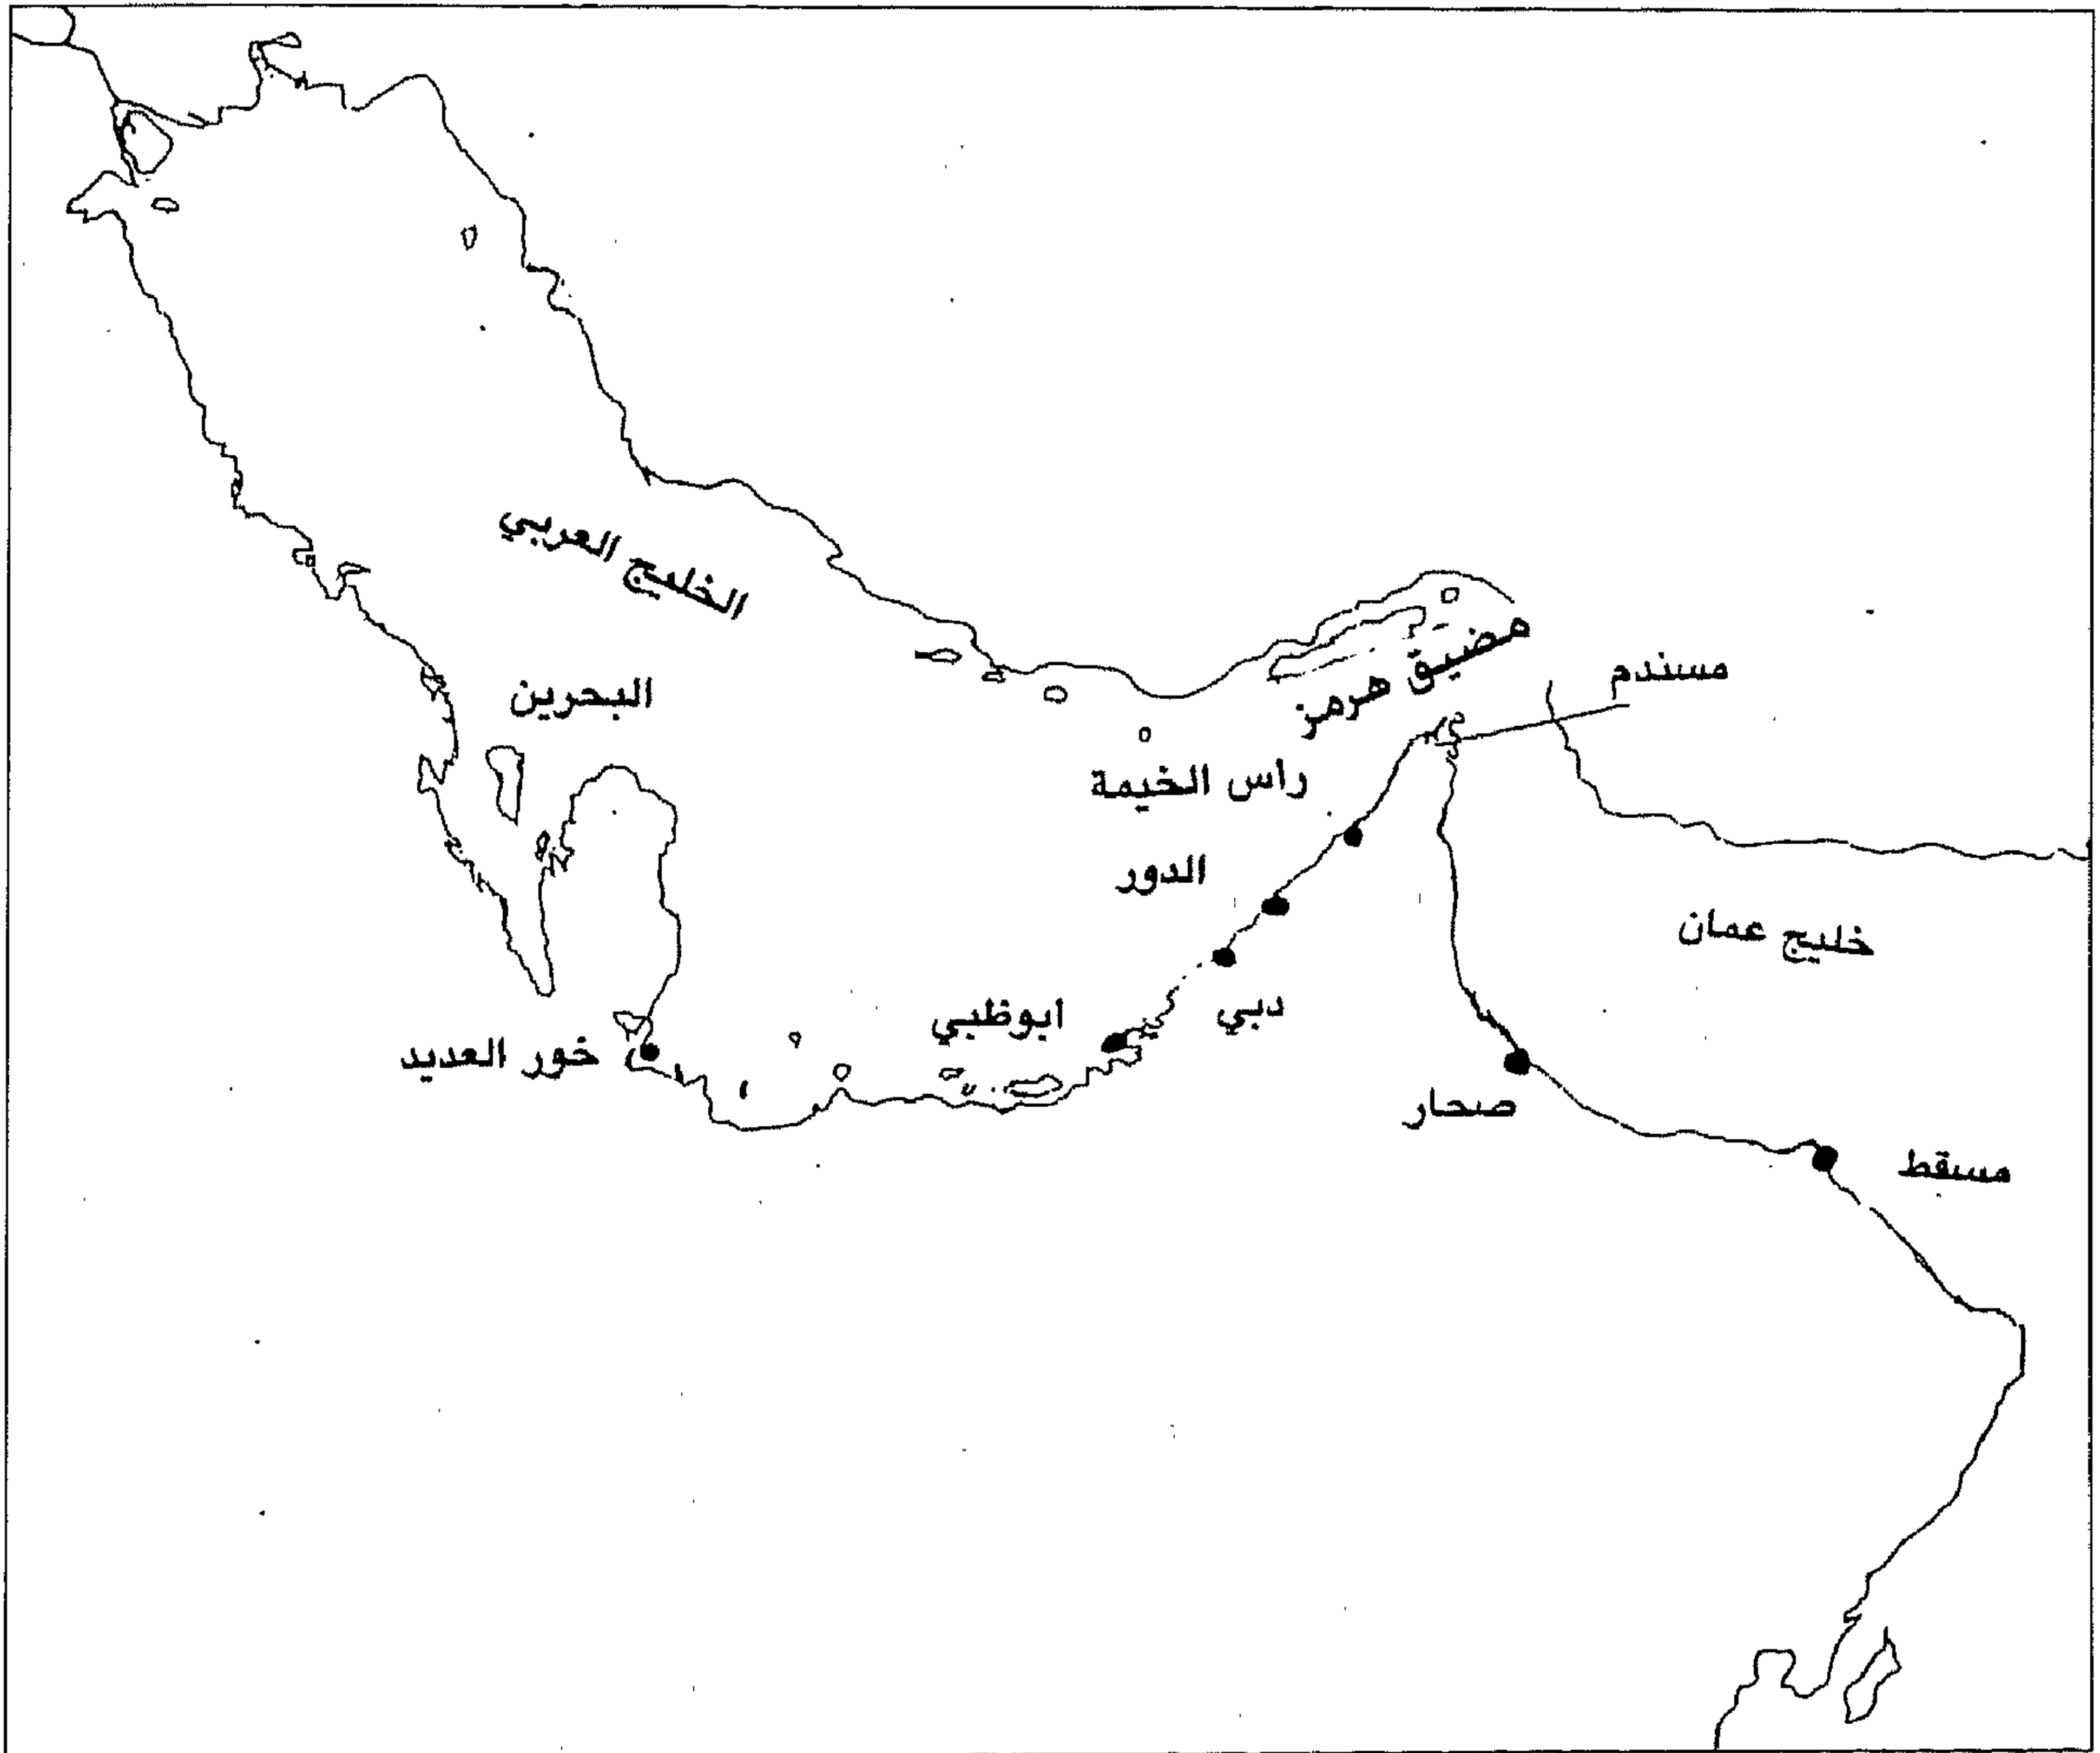 الخليج العربي
مضيق هرمز
مسندم
البحرين
راس الخيمة
الدور
خليج عمان
دبي
ابوظبي
خور العديد
صحار
مسقط